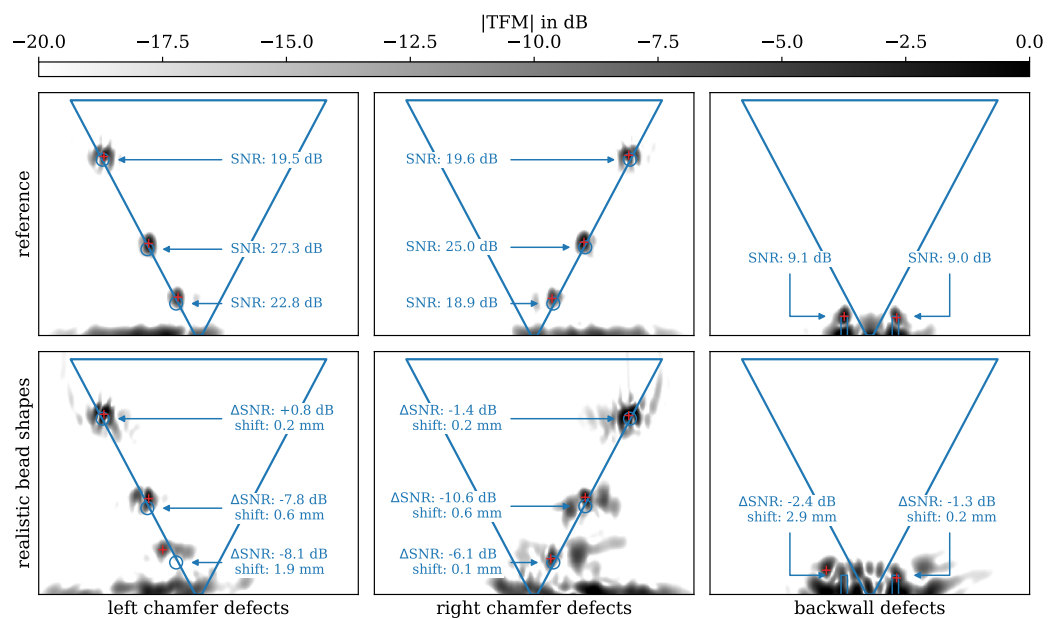 |TFM| in dB
−20.0 −17.5 −15.0 −12.5 −10.0 −7.5 −5.0 −2.5 0.0
reference
SNR: 19.5 dB
SNR: 27.3 dB
SNR: 22.8 dB
SNR: 19.6 dB
SNR: 25.0 dB
SNR: 18.9 dB
SNR: 9.1 dB
SNR: 9.0 dB
realistic bead shapes
ΔSNR: +0.8 dB
shift: 0.2 mm
ΔSNR: -7.8 dB
shift: 0.6 mm
ΔSNR: -8.1 dB
shift: 1.9 mm
ΔSNR: -1.4 dB
shift: 0.2 mm
ΔSNR: -10.6 dB
shift: 0.6 mm
ΔSNR: -6.1 dB
shift: 0.1 mm
ΔSNR: -2.4 dB
shift: 2.9 mm
ΔSNR: -1.3 dB
shift: 0.2 mm
left chamfer defects
right chamfer defects
backwall defects